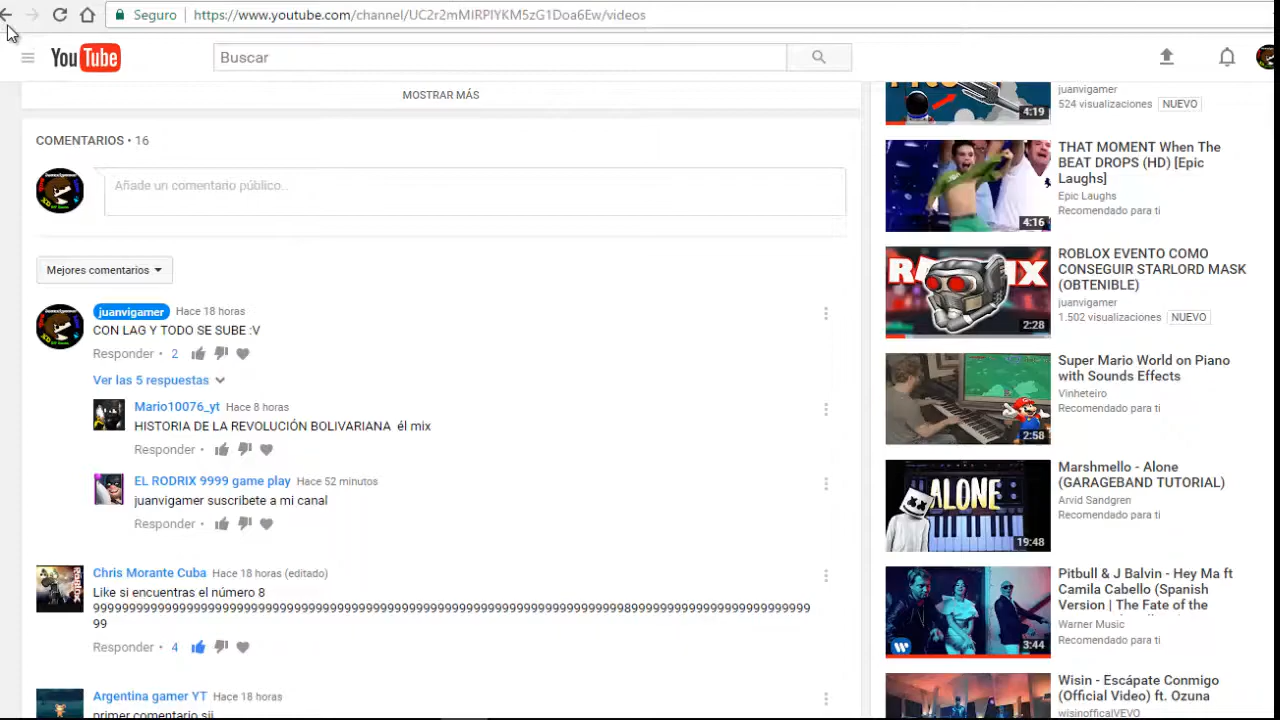 Seguro
https://www.youtube.com/channel/UC2r2mMIRPlYKM5zG1Doa6Ew/videos
YouTube
Buscar
MOSTRAR MÁS
COMENTARIOS • 16
Añade un comentario público...
Mejores comentarios
juanvigamer Hace 18 horas
CON LAG Y TODO SE SUBE :V
Responder • 2
Ver las 5 respuestas
Mario10076_yt Hace 8 horas
HISTORIA DE LA REVOLUCIÓN BOLIVARIANA él mix
Responder •
EL RODRIX 9999 game play Hace 52 minutos
juanvigamer suscribete a mi canal
Responder •
Chris Morante Cuba Hace 18 horas (editado)
Like si encuentras el número 8
99999999999999999999999999999999999999999999999999999999999999999999999998999999999999999999999999
99
Responder • 4
Argentina gamer YT Hace 18 horas
primer comentario sii
juanvigamer
524 visualizaciones NUEVO
4:19
THAT MOMENT When The
BEAT DROPS (HD) [Epic
Laughs]
Epic Laughs
Recomendado para ti
4:16
ROBLOX EVENTO COMO
CONSEGUIR STARLORD MASK
(OBTENIBLE)
juanvigamer
1.502 visualizaciones NUEVO
2:28
Super Mario World on Piano
with Sounds Effects
Vinheteiro
Recomendado para ti
2:58
Marshmello - Alone
(GARAGEBAND TUTORIAL)
Arvid Sandgren
Recomendado para ti
ALONE
19:48
Pitbull & J Balvin - Hey Ma ft
Camila Cabello (Spanish
Version | The Fate of the
Warner Music
Recomendado para ti
3:44
Wisin - Escápate Conmigo
(Official Video) ft. Ozuna
wisinofficalVEVO